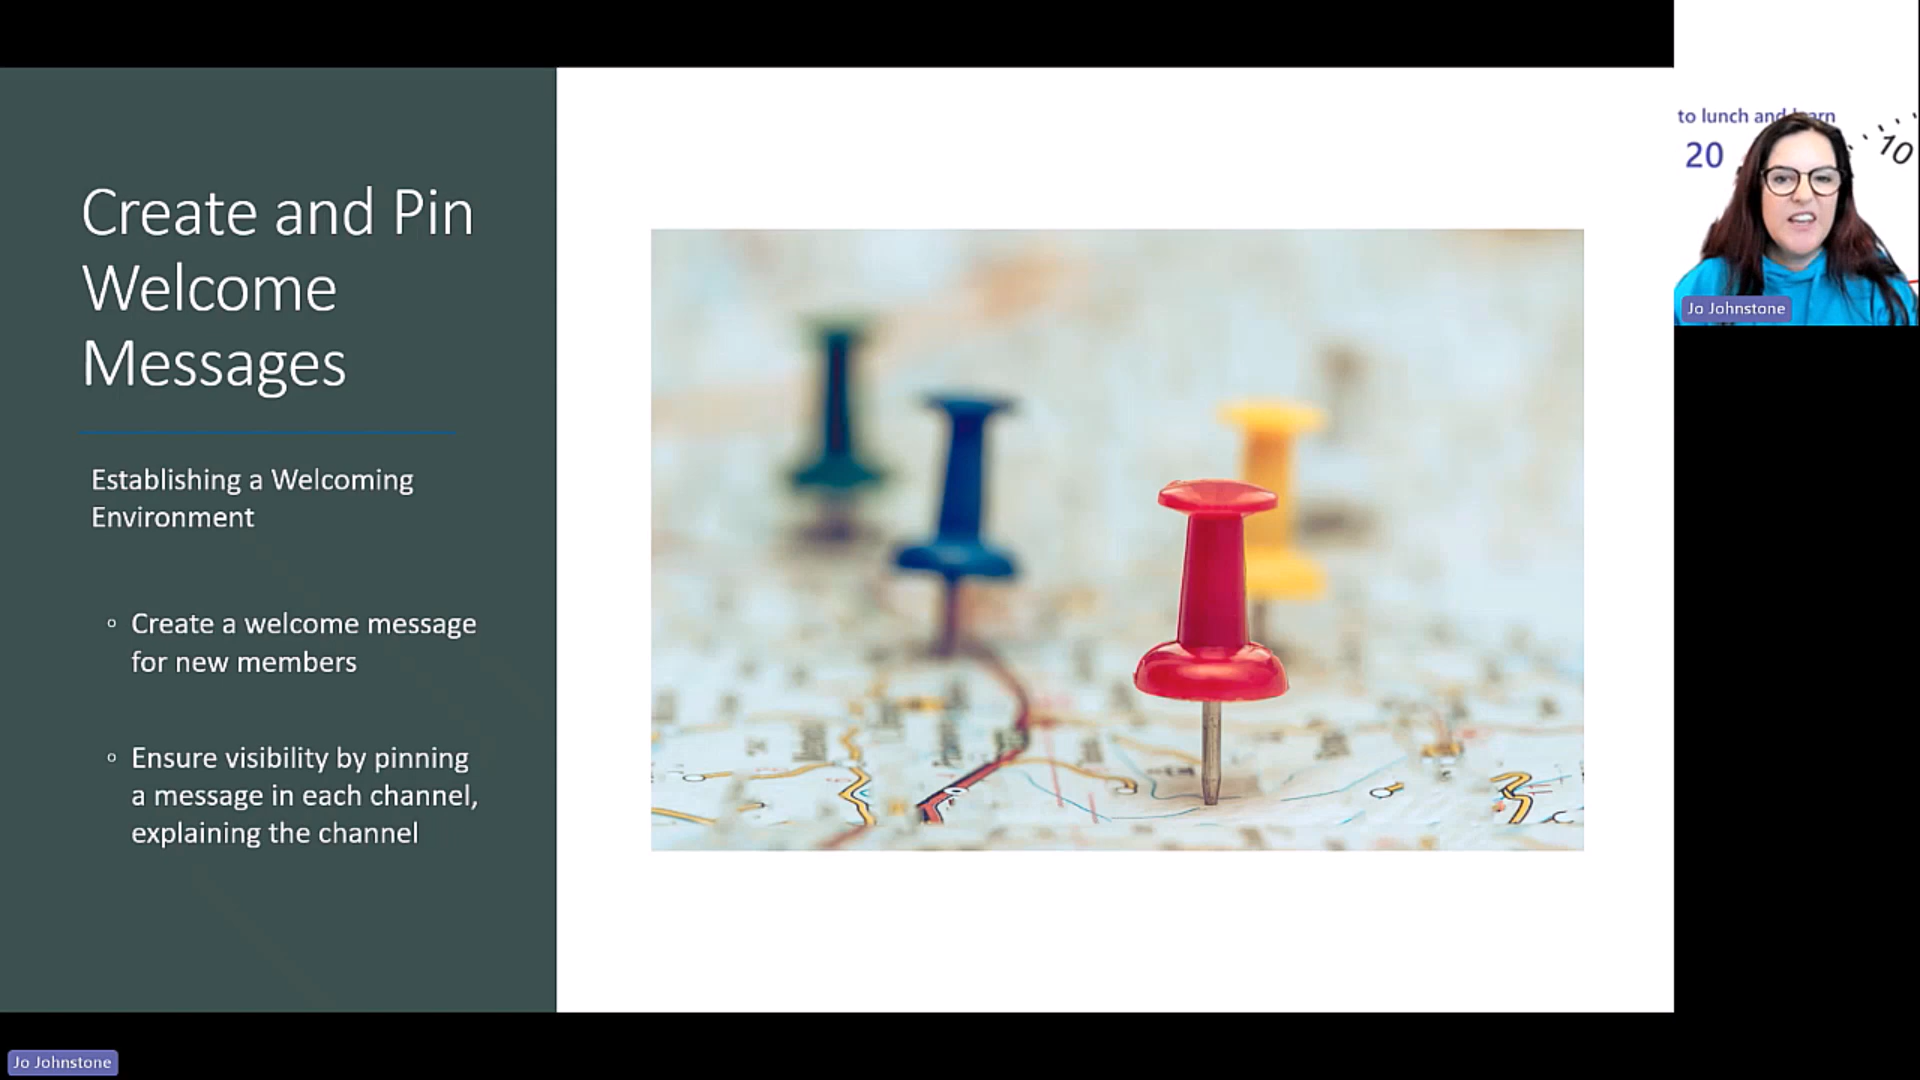 Create and Pin
Welcome
Messages
Establishing a Welcoming
Environment
Create a welcome message
for new members
Ensure visibility by pinning
a message in each channel,
explaining the channel
to lunch and
20
10
Jo Johnstone
Jo Johnstone